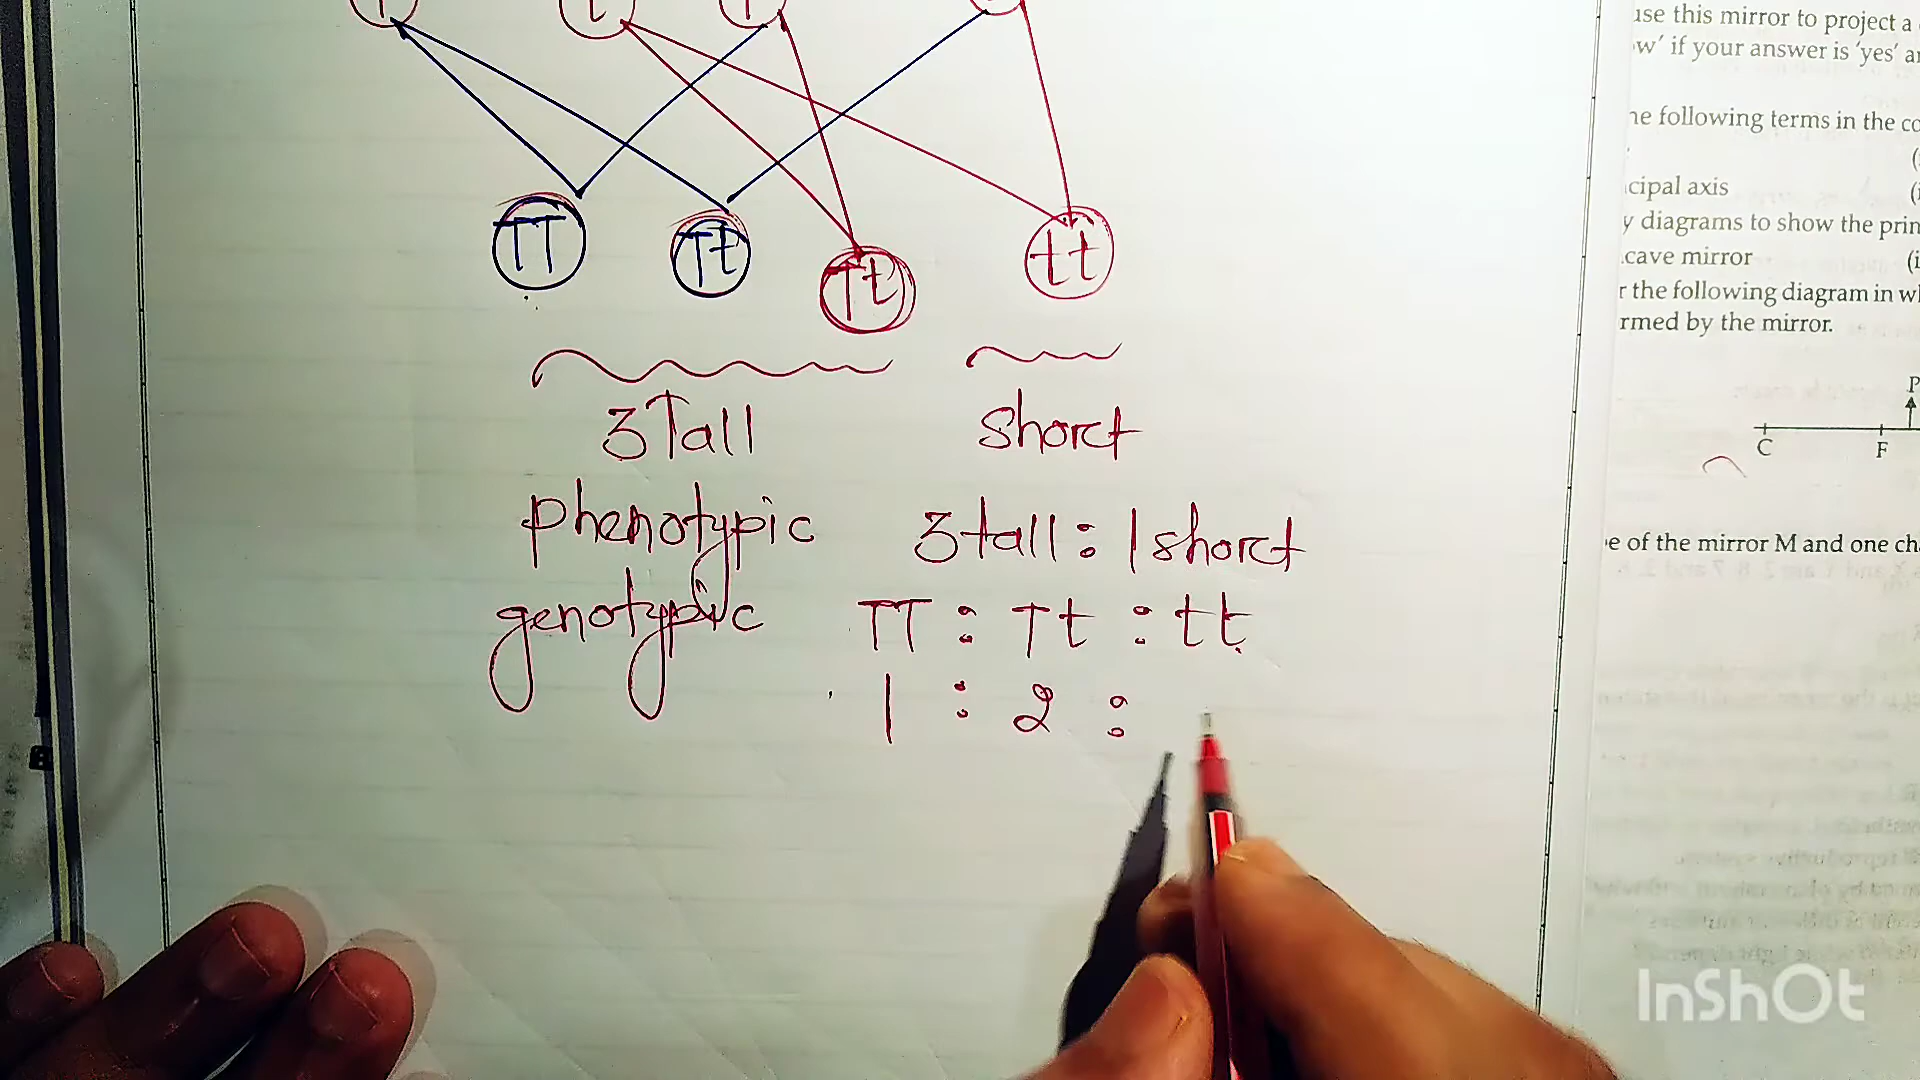 TT
Tt
Tt
tt
3Tall short
phenotypic 3tall : 1short
genotypic TT : Tt : tt
1 : 2 :
use this mirror to project a
w' if your answer is 'yes'
he following terms in the
cipal axis
y diagrams to show the
cave mirror
r the following diagram in
rmed by the mirror.
P
C F
e of the mirror M and one
InShOt